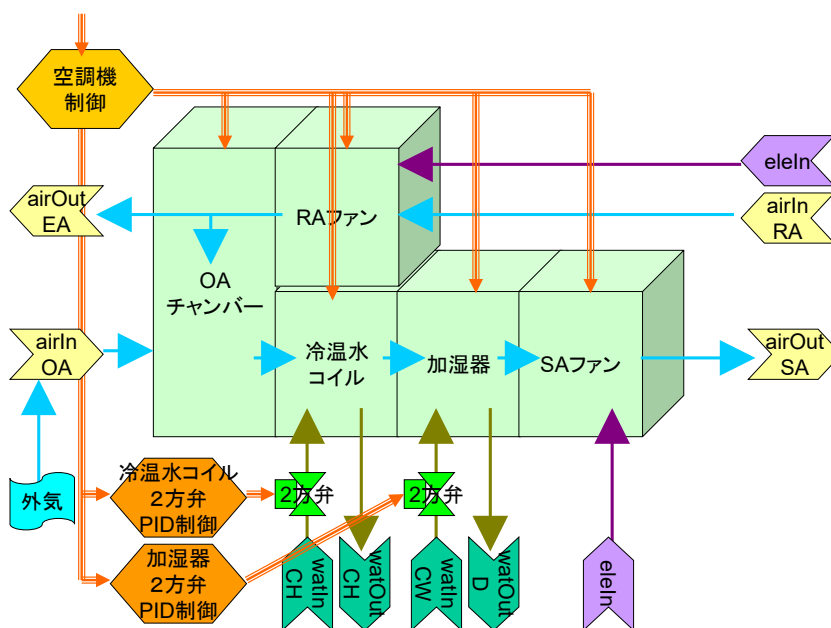 空調機
制御
eleIn
airOut
EA
RAファン
airIn
RA
OA
チャンバー
airIn
OA
冷温水
コイル
加湿器
SAファン
airOut
SA
外気
冷温水コイル
2方弁
PID制御
2方弁
2方弁
加湿器
2方弁
PID制御
watIn
CH
watOut
CH
watIn
CW
watOut
D
eleIn